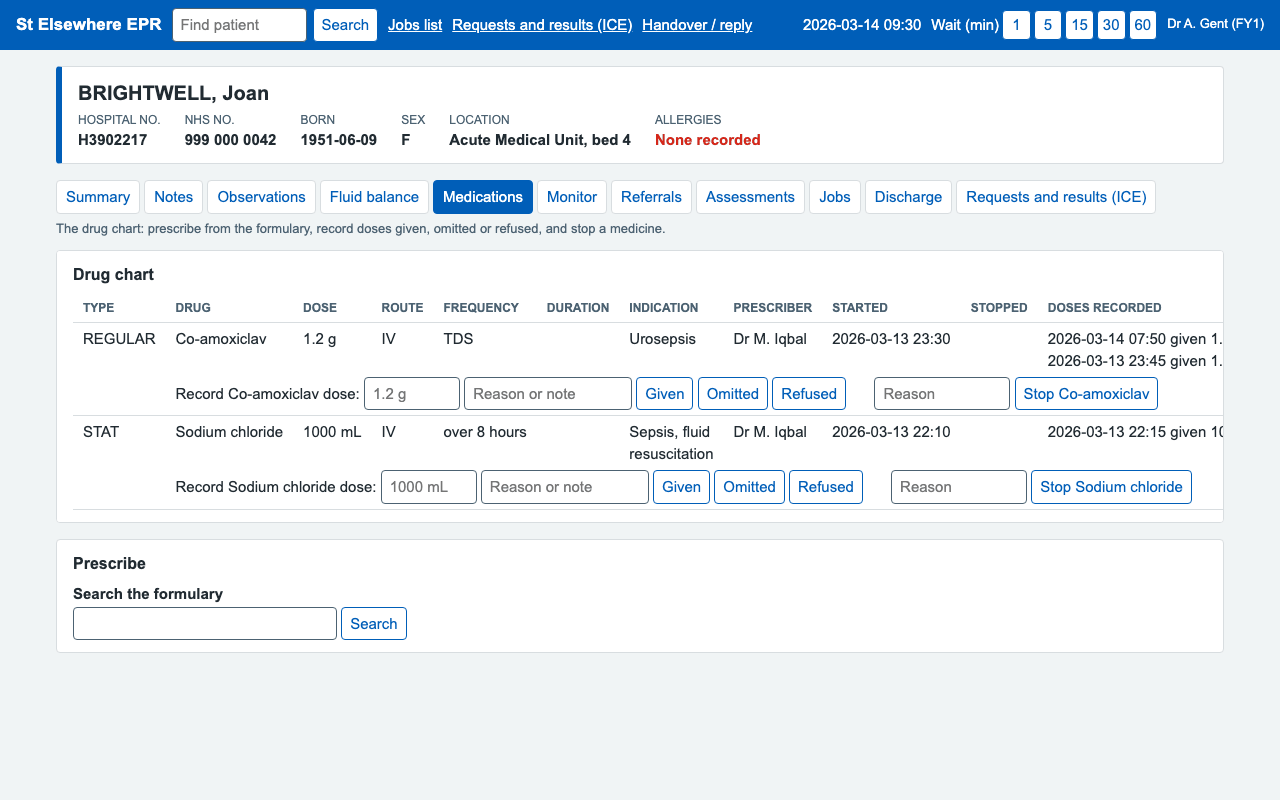 St Elsewhere EPR Find patient Search Jobs list Requests and results (ICE) Handover / reply 2026-03-14 09:30 Wait (min) 1 5 15 30 60 Dr A. Gent (FY1)
BRIGHTWELL, Joan
HOSPITAL NO. NHS NO. BORN SEX LOCATION ALLERGIES
H3902217 999 000 0042 1951-06-09 F Acute Medical Unit, bed 4 None recorded
Summary Notes Observations Fluid balance Medications Monitor Referrals Assessments Jobs Discharge Requests and results (ICE)
The drug chart: prescribe from the formulary, record doses given, omitted or refused, and stop a medicine.
Drug chart
TYPE DRUG DOSE ROUTE FREQUENCY DURATION INDICATION PRESCRIBER STARTED STOPPED DOSES RECORDED
REGULAR Co-amoxiclav 1.2 g IV TDS Urosepsis Dr M. Iqbal 2026-03-13 23:30 2026-03-14 07:50 given 1.
2026-03-13 23:45 given 1.
Record Co-amoxiclav dose: 1.2 g Reason or note Given Omitted Refused Reason Stop Co-amoxiclav
STAT Sodium chloride 1000 mL IV over 8 hours Sepsis, fluid Dr M. Iqbal 2026-03-13 22:10 2026-03-13 22:15 given 10
resuscitation
Record Sodium chloride dose: 1000 mL Reason or note Given Omitted Refused Reason Stop Sodium chloride
Prescribe
Search the formulary
Search